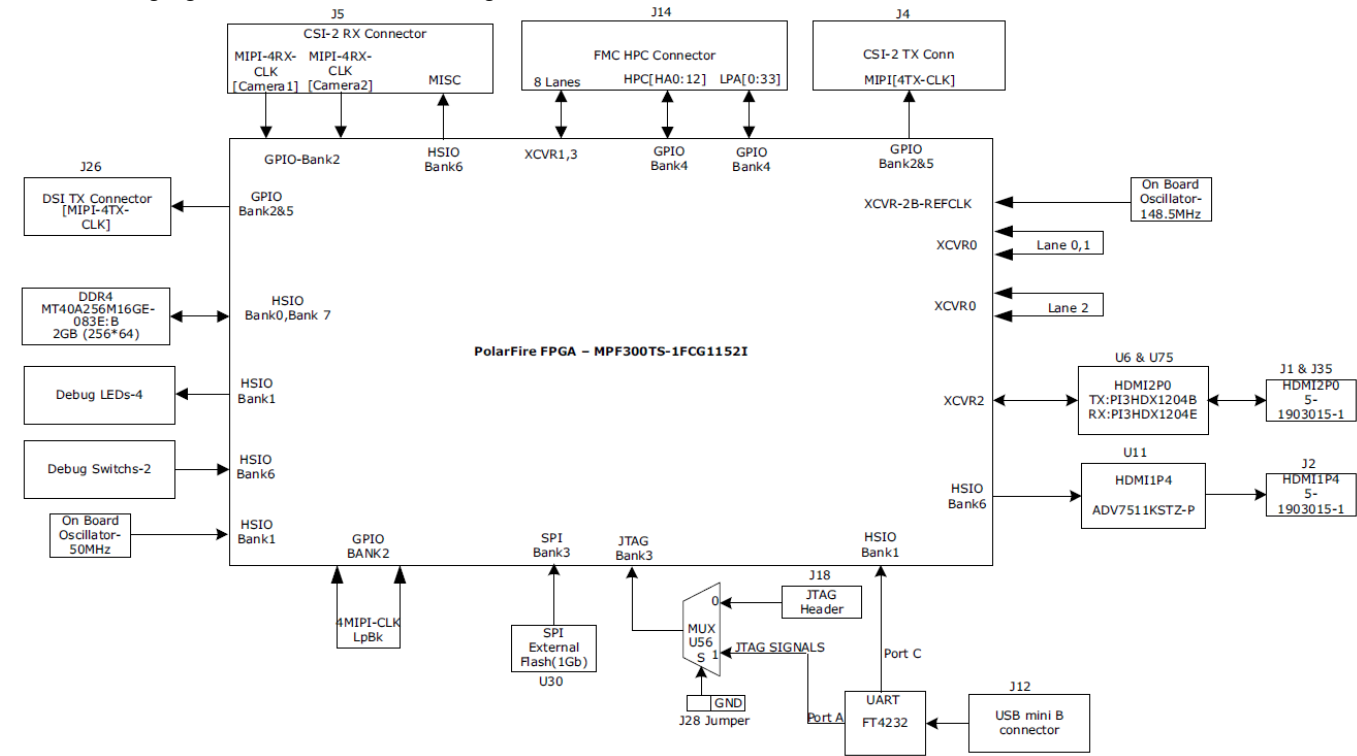 J5
CSI-2 RX Connector
MIPI-4RX-
CLK
[Camera1]
MIPI-4RX-
CLK
[Camera2]
MISC
J14
FMC HPC Connector
8 Lanes
HPC[HA0:12]
LPA[0:33]
J4
CSI-2 TX Conn
MIPI[4TX-CLK]
GPIO-Bank2
HSIO
Bank6
XCVR1,3
GPIO
Bank4
GPIO
Bank4
GPIO
Bank2&5
J26
DSI TX Connector
[MIPI-4TX-
CLK]
GPIO
Bank2&5
XCVR-2B-REFCLK
On Board
Oscillator-
148.5MHz
XCVR0
Lane 0,1
DDR4
MT40A256M16GE-
083E:B
2GB (256*64)
HSIO
Bank0,Bank 7
XCVR0
Lane 2
PolarFire FPGA – MPF300TS-1FCG1152I
Debug LEDs-4
HSIO
Bank1
XCVR2
U6 & U75
HDMI2P0
TX:PI3HDX1204B
RX:PI3HDX1204E
J1 & J35
HDMI2P0
5-
1903015-1
Debug Switchs-2
HSIO
Bank6
HSIO
Bank6
U11
HDMI1P4
ADV7511KSTZ-P
J2
HDMI1P4
5-
1903015-1
On Board
Oscillator-
50MHz
HSIO
Bank1
GPIO
BANK2
SPI
Bank3
JTAG
Bank3
HSIO
Bank1
4MIPI-CLK
LpBk
SPI
External
Flash(1Gb)
U30
0
MUX
U56
S 1
J18
JTAG
Header
JTAG SIGNALS
Port C
GND
J28 Jumper
Port A
UART
FT4232
J12
USB mini B
connector